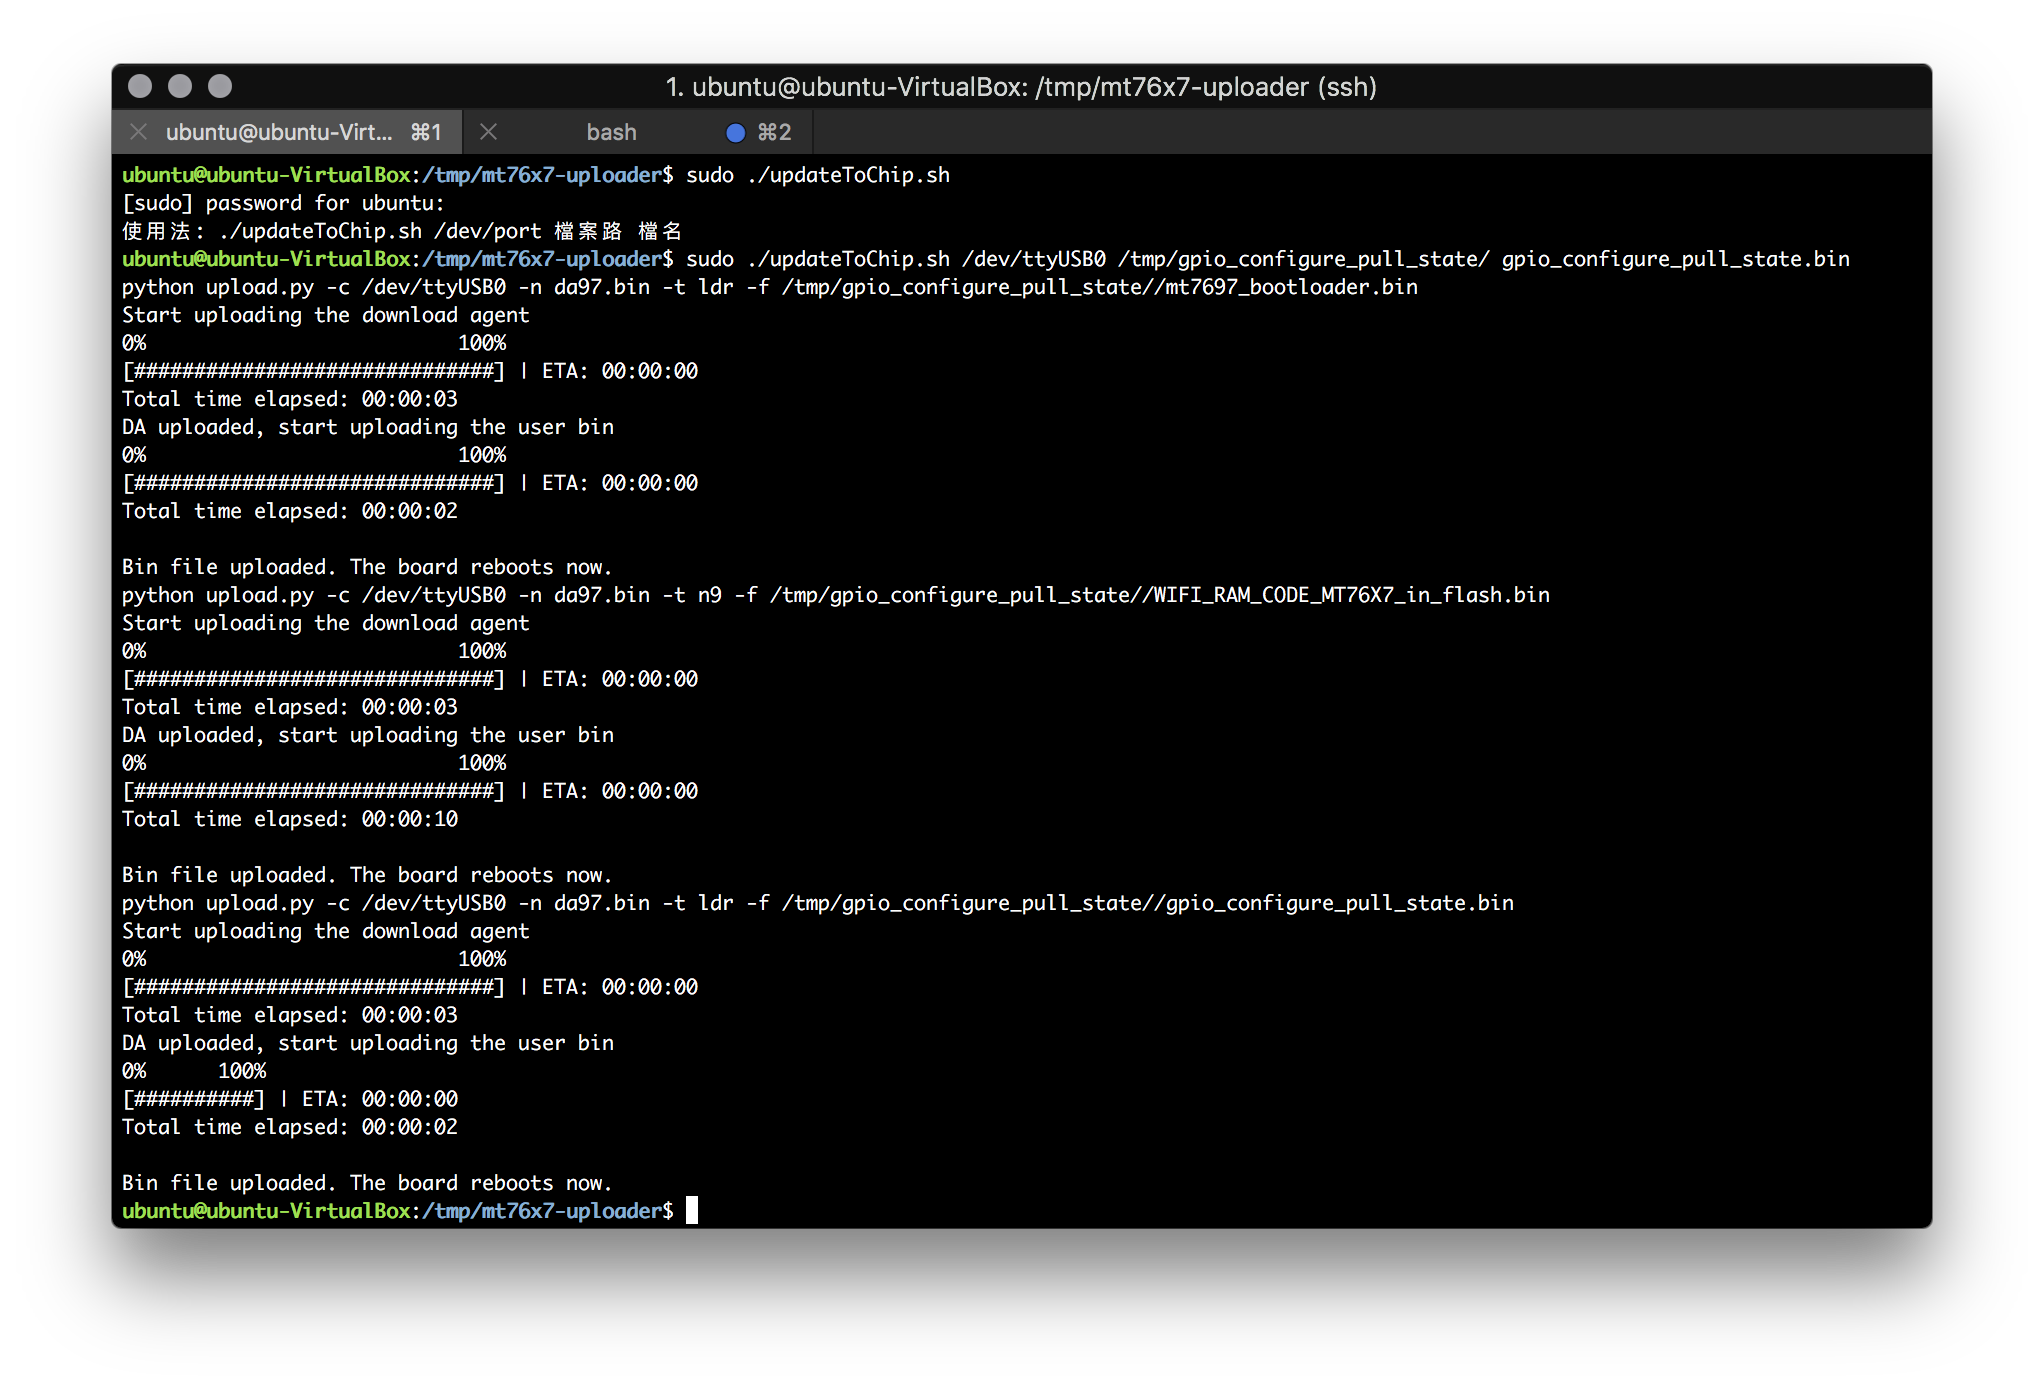 1. ubuntu@ubuntu-VirtualBox: /tmp/mt76x7-uploader (ssh)
ubuntu@ubuntu-Virt... ⌘1 bash ⌘2
ubuntu@ubuntu-VirtualBox:/tmp/mt76x7-uploader$ sudo ./updateToChip.sh
[sudo] password for ubuntu:
使用法: ./updateToChip.sh /dev/port 檔案路 檔名
ubuntu@ubuntu-VirtualBox:/tmp/mt76x7-uploader$ sudo ./updateToChip.sh /dev/ttyUSB0 /tmp/gpio_configure_pull_state/ gpio_configure_pull_state.bin
python upload.py -c /dev/ttyUSB0 -n da97.bin -t ldr -f /tmp/gpio_configure_pull_state//mt7697_bootloader.bin
Start uploading the download agent
0%                          100%
[##############################] | ETA: 00:00:00
Total time elapsed: 00:00:03
DA uploaded, start uploading the user bin
0%                          100%
[##############################] | ETA: 00:00:00
Total time elapsed: 00:00:02
Bin file uploaded. The board reboots now.
python upload.py -c /dev/ttyUSB0 -n da97.bin -t n9 -f /tmp/gpio_configure_pull_state//WIFI_RAM_CODE_MT76X7_in_flash.bin
Start uploading the download agent
0%                          100%
[##############################] | ETA: 00:00:00
Total time elapsed: 00:00:03
DA uploaded, start uploading the user bin
0%                          100%
[##############################] | ETA: 00:00:00
Total time elapsed: 00:00:10
Bin file uploaded. The board reboots now.
python upload.py -c /dev/ttyUSB0 -n da97.bin -t ldr -f /tmp/gpio_configure_pull_state//gpio_configure_pull_state.bin
Start uploading the download agent
0%                          100%
[##############################] | ETA: 00:00:00
Total time elapsed: 00:00:03
DA uploaded, start uploading the user bin
0%      100%
[##########] | ETA: 00:00:00
Total time elapsed: 00:00:02
Bin file uploaded. The board reboots now.
ubuntu@ubuntu-VirtualBox:/tmp/mt76x7-uploader$